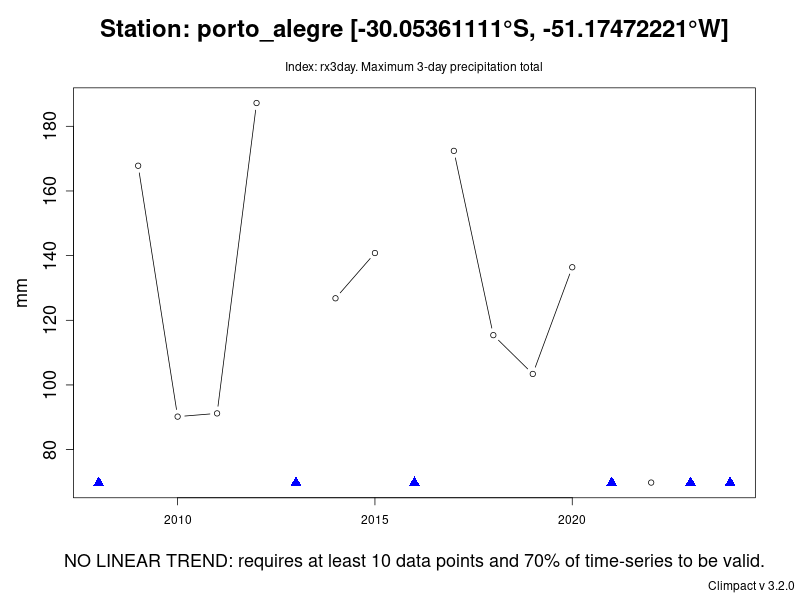 Station: porto_alegre [-30.05361111°S, -51.17472221°W]
Index: rx3day. Maximum 3-day precipitation total
mm
180
160
140
120
100
80
2010 2015 2020
NO LINEAR TREND: requires at least 10 data points and 70% of time-series to be valid.
Climpact v 3.2.0